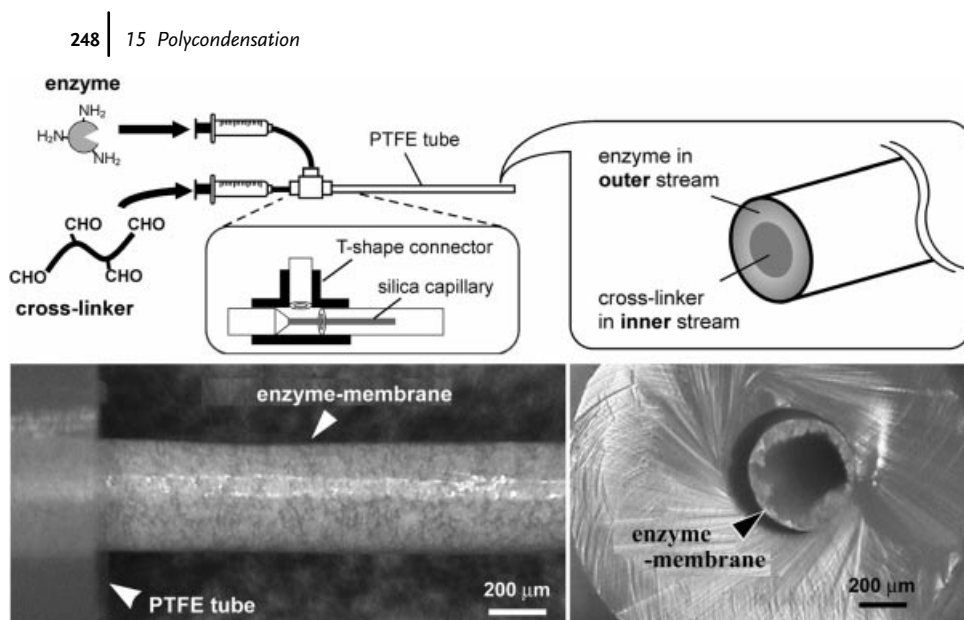 248 15 Polycondensation
enzyme
NH2
H2N
NH2
PTFE tube
enzyme in
outer stream
CHO
CHO
CHO
CHO
cross-linker
T-shape connector
silica capillary
cross-linker
in inner stream
enzyme-membrane
PTFE tube
200 μm
enzyme
-membrane
200 μm